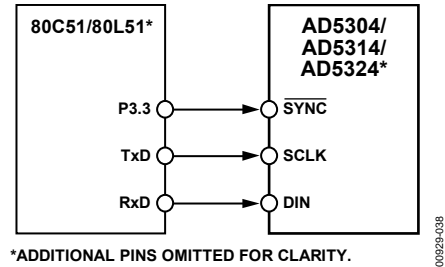 80C51/80L51*
AD5304/
AD5314/
AD5324*
P3.3
SYNC
TxD
SCLK
RxD
DIN
*ADDITIONAL PINS OMITTED FOR CLARITY.
00929-038